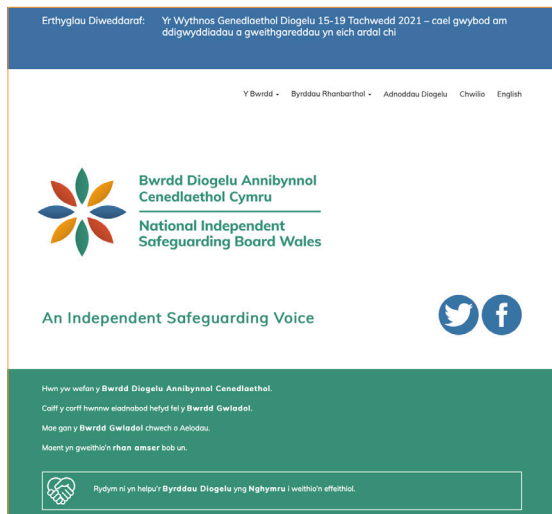 Erthyglau Diweddaraf: Yr Wythnos Genedlaethol Diogelu 15-19 Tachwedd 2021 – cael gwybod am
ddigwyddiadau a gweithgareddau yn eich ardal chi
Y Bwrdd Byrddau Rhanbarthol Adnoddau Diogelu Chwilio English
Bwrdd Diogelu Annibynnol
Cenedlaethol Cymru
National Independent
Safeguarding Board Wales
An Independent Safeguarding Voice
Hwn yw wefan y Bwrdd Diogelu Annibynnol Cenedlaethol.
Caiff y corff hwnnw eiadnabod hefyd fel y Bwrdd Gwladol.
Mae gan y Bwrdd Gwladol chwech o Aelodau.
Maent yn gweithio'n rhan amser bob un.
Rydym ni yn helpu'r Byrddau Diogelu yng Nghymru i weithio'n effeithiol.